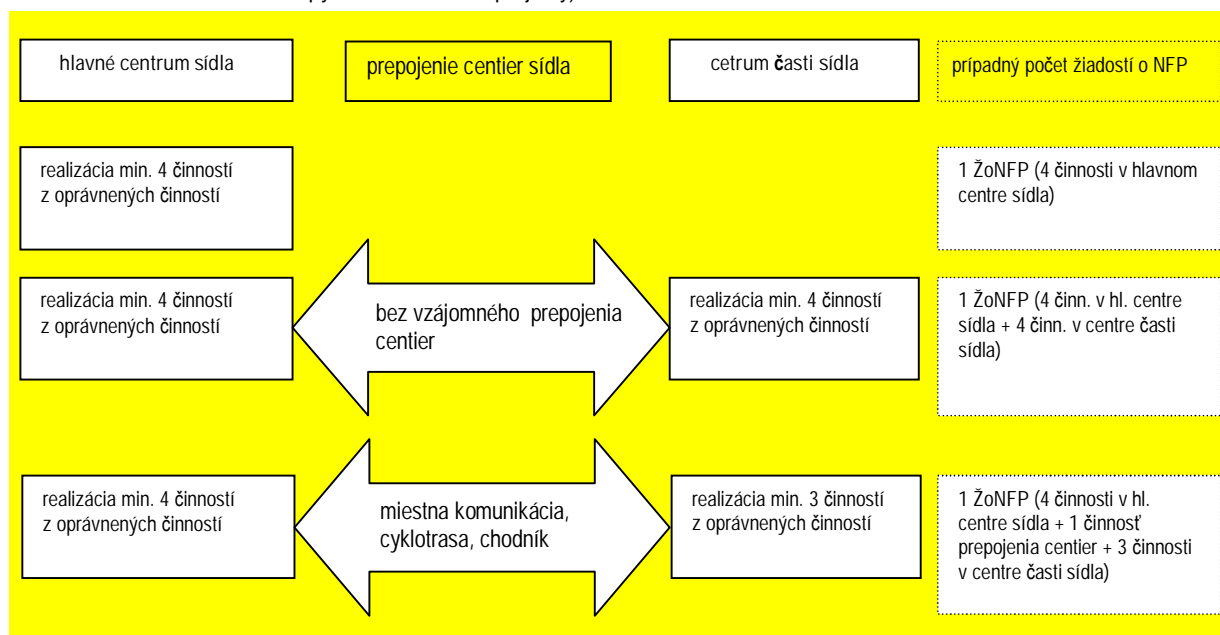 hlavné centrum sídla
prepojenie centier sídla
cetrum časti sídla
prípadný počet žiadostí o NFP
realizácia min. 4 činností
z oprávnených činností
1 ŽoNFP (4 činnosti v hlavnom
centre sídla)
realizácia min. 4 činností
z oprávnených činností
bez vzájomného prepojenia
centier
realizácia min. 4 činností
z oprávnených činností
1 ŽoNFP (4 činn. v hl. centre
sídla + 4 činn. v centre časti
sídla)
realizácia min. 4 činností
z oprávnených činností
miestna komunikácia,
cyklotrasa, chodník
realizácia min. 3 činností
z oprávnených činností
1 ŽoNFP (4 činnosti v hl.
centre sídla + 1 činnosť
prepojenia centier + 3 činnosti
v centre časti sídla)